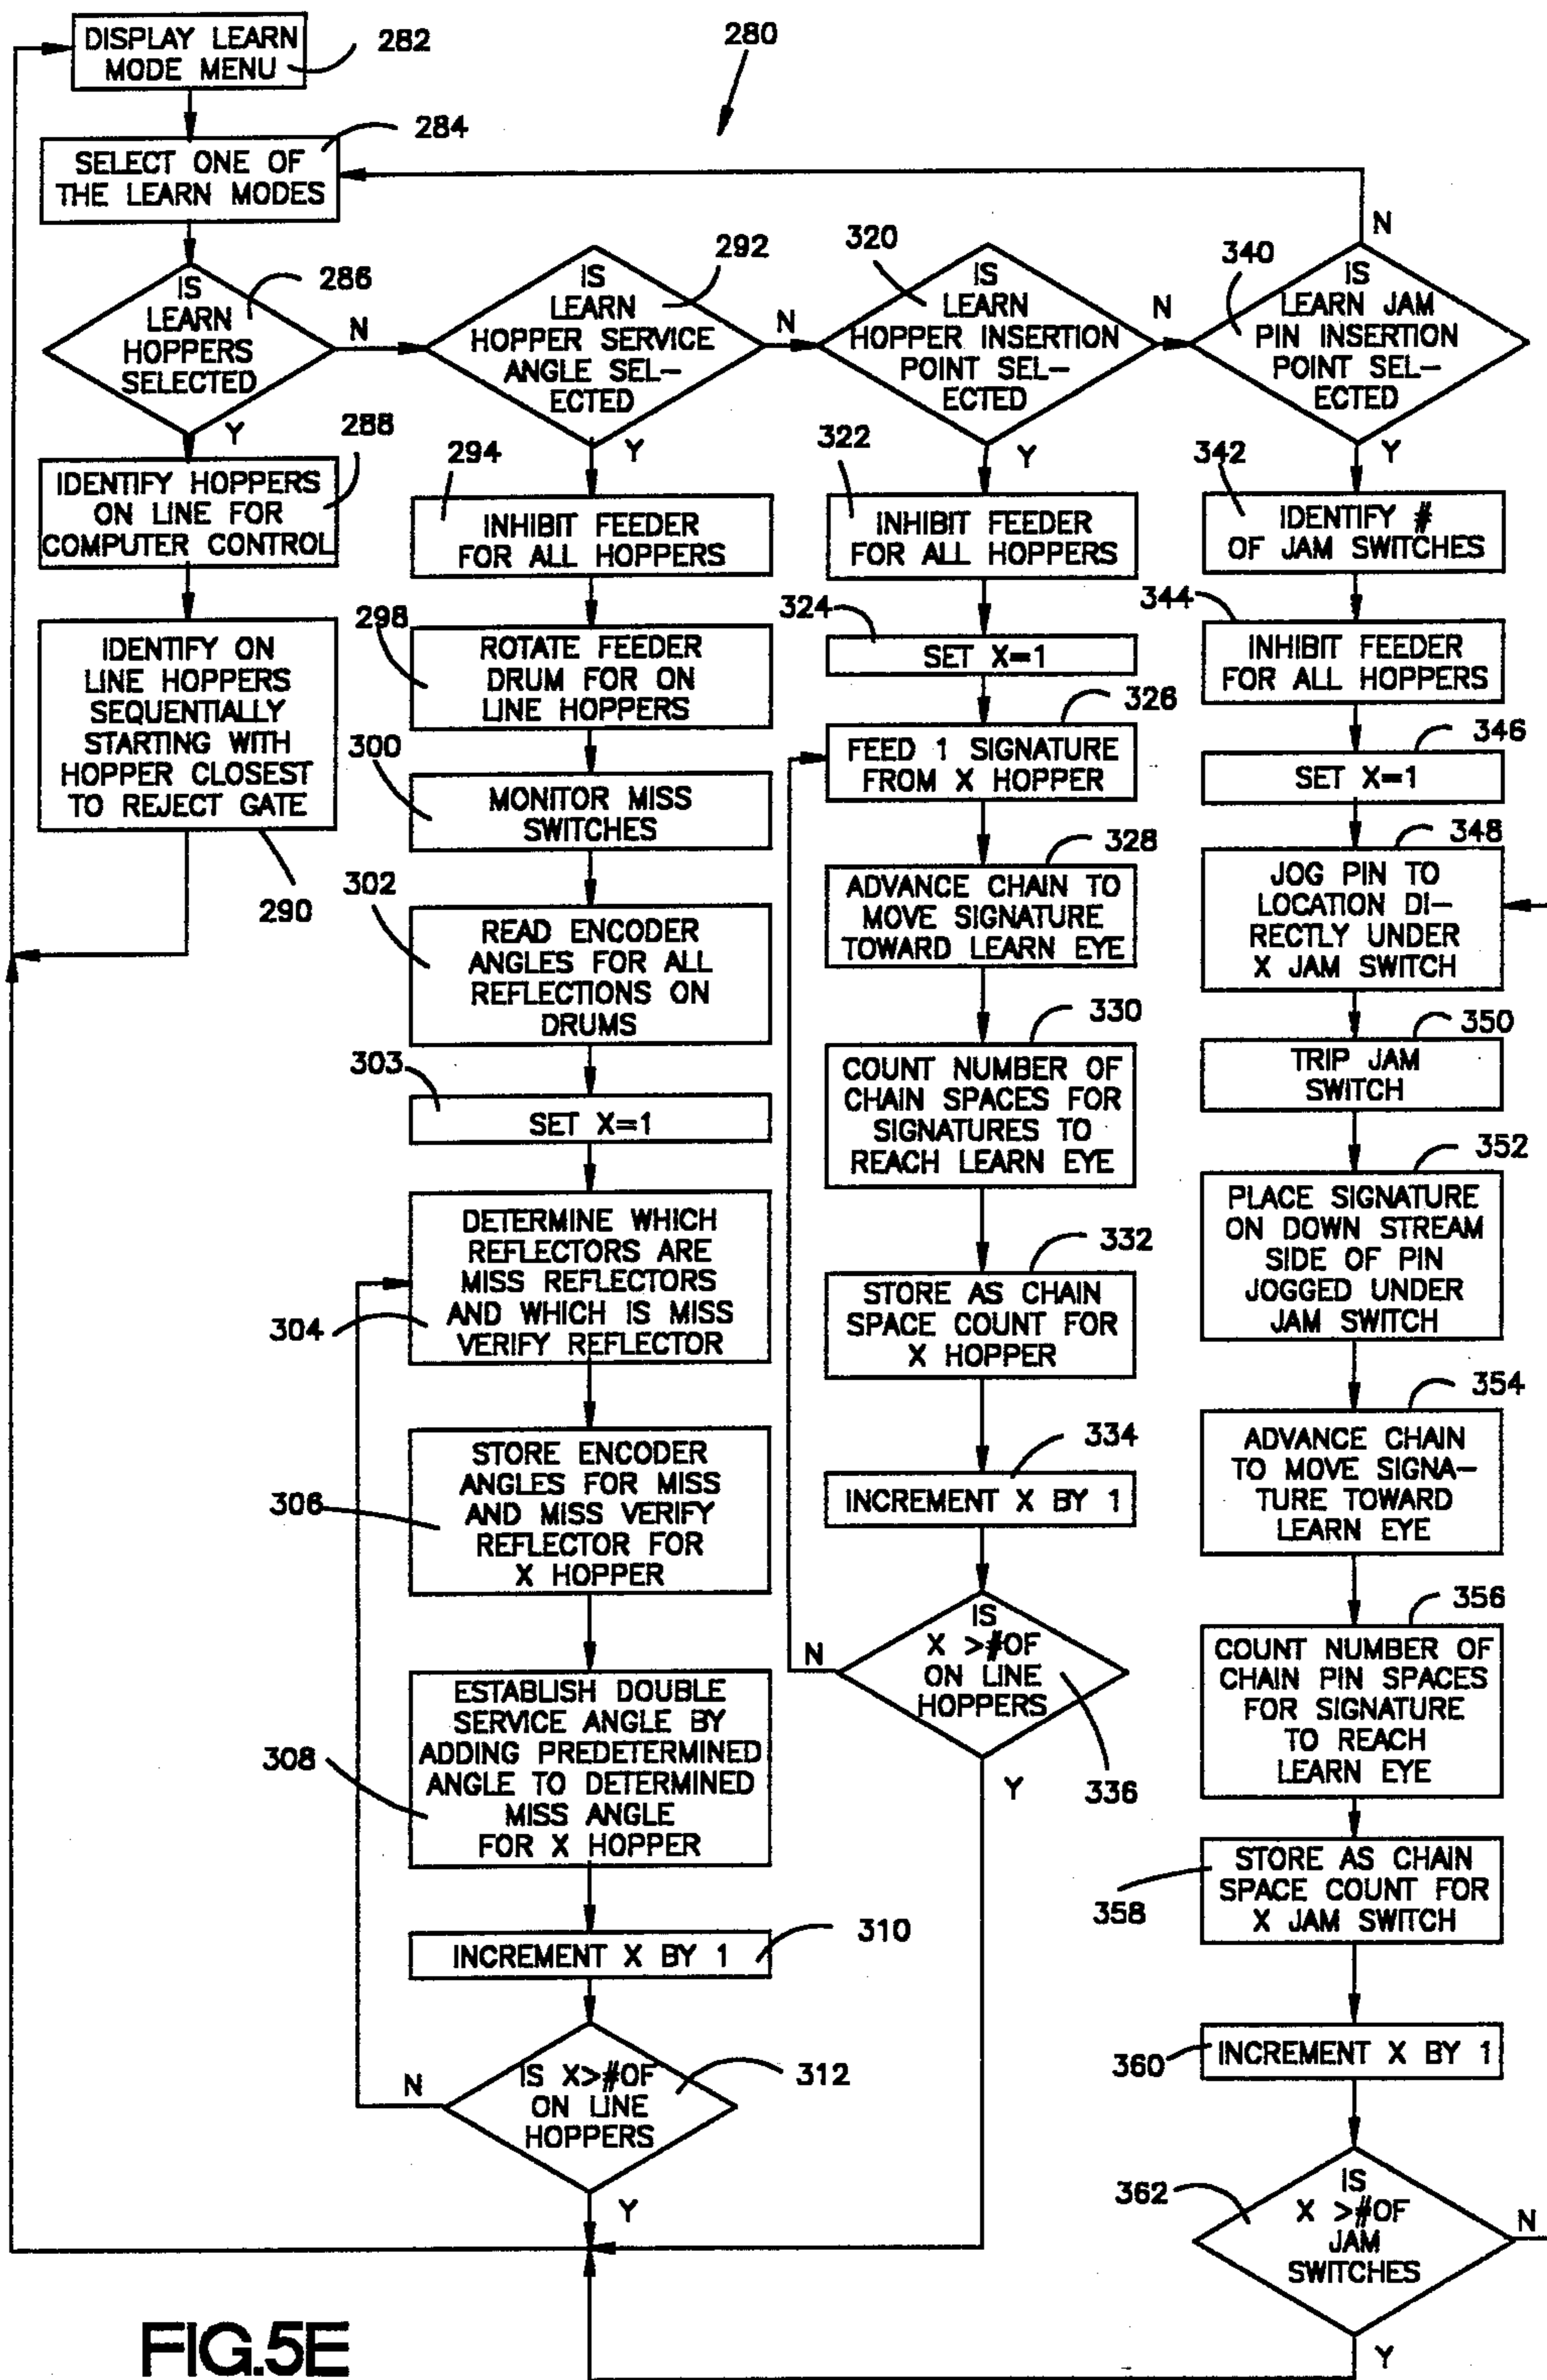 DISPLAY LEARN
MODE MENU
282
280
284
SELECT ONE OF
THE LEARN MODES
IS
LEARN
HOPPERS
SELECTED
286
N
Y
288
IDENTIFY HOPPERS
ON LINE FOR
COMPUTER CONTROL
IDENTIFY ON
LINE HOPPERS
SEQUENTIALLY
STARTING WITH
HOPPER CLOSEST
TO REJECT GATE
290
292
IS
LEARN
HOPPER SERVICE
ANGLE SEL-
ECTED
N
Y
294
INHIBIT FEEDER
FOR ALL HOPPERS
298
ROTATE FEEDER
DRUM FOR ON
LINE HOPPERS
300
MONITOR MISS
SWITCHES
302
READ ENCODER
ANGLES FOR ALL
REFLECTIONS ON
DRUMS
303
SET X=1
DETERMINE WHICH
REFLECTORS ARE
MISS REFLECTORS
AND WHICH IS MISS
VERIFY REFLECTOR
304
STORE ENCODER
ANGLES FOR MISS
AND MISS VERIFY
REFLECTOR FOR
X HOPPER
306
ESTABLISH DOUBLE
SERVICE ANGLE BY
ADDING PREDETERMINED
ANGLE TO DETERMINED
MISS ANGLE
FOR X HOPPER
308
INCREMENT X BY 1
310
IS X>#OF
ON LINE
HOPPERS
312
N
Y
320
IS
LEARN
HOPPER INSERTION
POINT SEL-
ECTED
N
Y
322
INHIBIT FEEDER
FOR ALL HOPPERS
324
SET X=1
326
FEED 1 SIGNATURE
FROM X HOPPER
328
ADVANCE CHAIN TO
MOVE SIGNATURE
TOWARD LEARN EYE
330
COUNT NUMBER OF
CHAIN SPACES FOR
SIGNATURES TO
REACH LEARN EYE
332
STORE AS CHAIN
SPACE COUNT FOR
X HOPPER
334
INCREMENT X BY 1
IS
X >#OF
ON LINE
HOPPERS
N
336
Y
N
340
IS
LEARN JAM
PIN INSERTION
POINT SEL-
ECTED
Y
342
IDENTIFY #
OF JAM SWITCHES
344
INHIBIT FEEDER
FOR ALL HOPPERS
346
SET X=1
348
JOG PIN TO
LOCATION DI-
RECTLY UNDER
X JAM SWITCH
350
TRIP JAM
SWITCH
352
PLACE SIGNATURE
ON DOWN STREAM
SIDE OF PIN
JOGGED UNDER
JAM SWITCH
354
ADVANCE CHAIN
TO MOVE SIGNA-
TURE TOWARD
LEARN EYE
356
COUNT NUMBER OF
CHAIN PIN SPACES
FOR SIGNATURE
TO REACH
LEARN EYE
STORE AS CHAIN
SPACE COUNT FOR
X JAM SWITCH
358
360
INCREMENT X BY 1
362
IS
X >#OF
JAM
SWITCHES
N
Y
FIG.5E